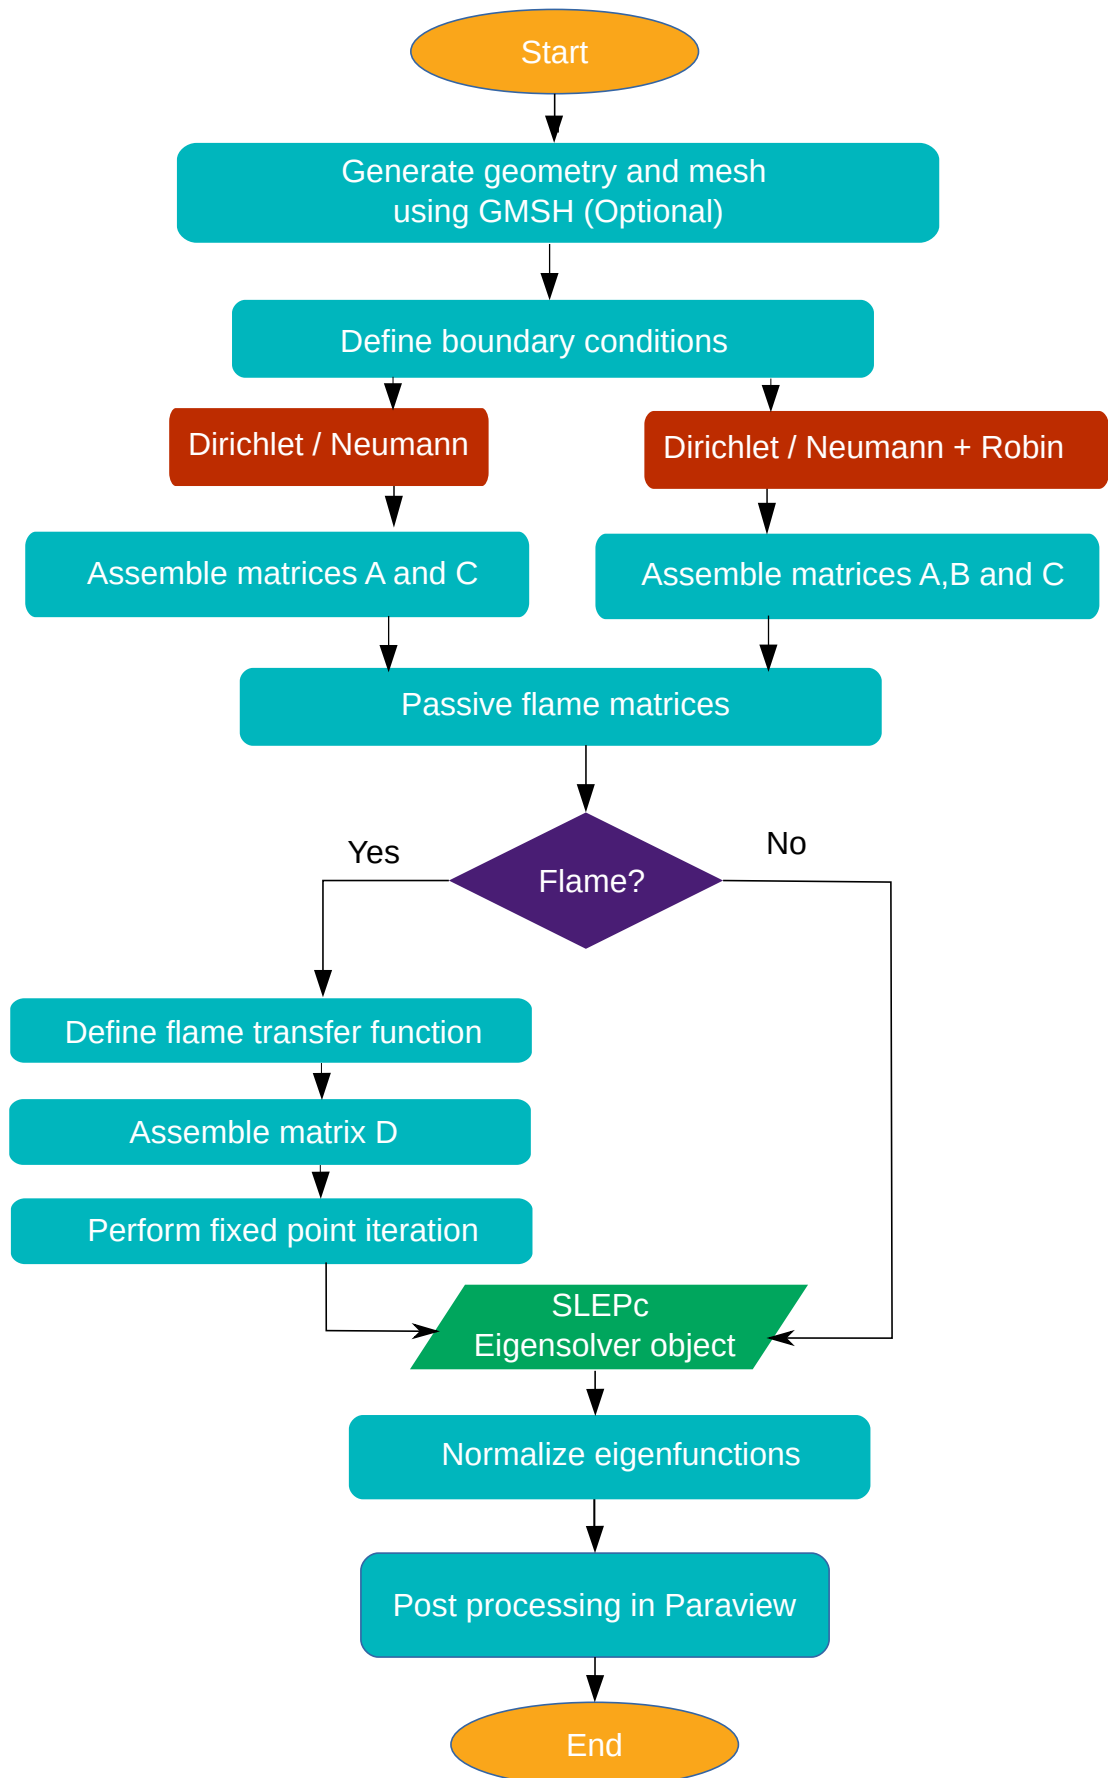 Start
Generate geometry and mesh
using GMSH (Optional)
Define boundary conditions
Dirichlet / Neumann
Dirichlet / Neumann + Robin
Assemble matrices A and C
Assemble matrices A,B and C
Passive flame matrices
Flame?
Yes
No
Define flame transfer function
Assemble matrix D
Perform fixed point iteration
SLEPc
Eigensolver object
Normalize eigenfunctions
Post processing in Paraview
End